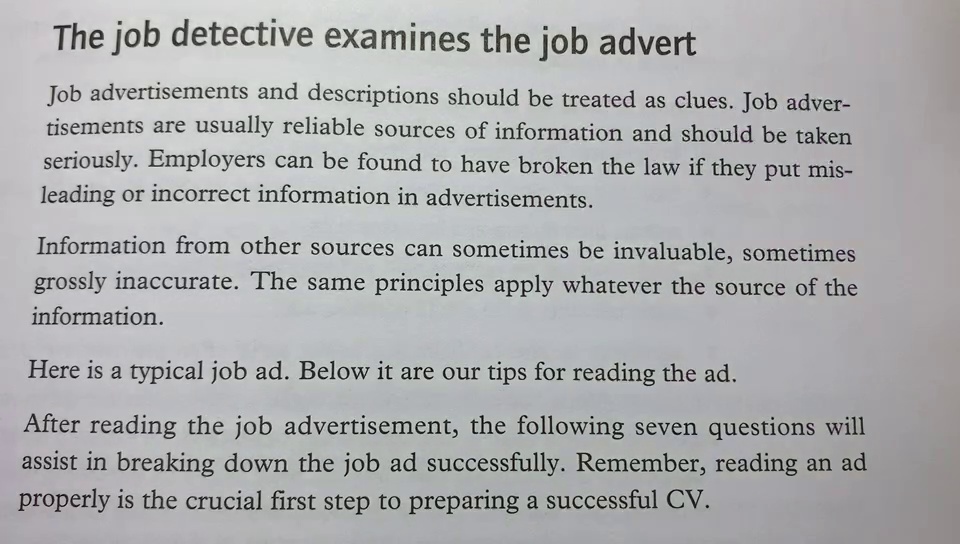 The job detective examines the job advert
Job advertisements and descriptions should be treated as clues. Job adver-
tisements are usually reliable sources of information and should be taken
seriously. Employers can be found to have broken the law if they put mis-
leading or incorrect information in advertisements.
Information from other sources can sometimes be invaluable, sometimes
grossly inaccurate. The same principles apply whatever the source of the
information.
Here is a typical job ad. Below it are our tips for reading the ad.
After reading the job advertisement, the following seven questions will
assist in breaking down the job ad successfully. Remember, reading an ad
properly is the crucial first step to preparing a successful CV.